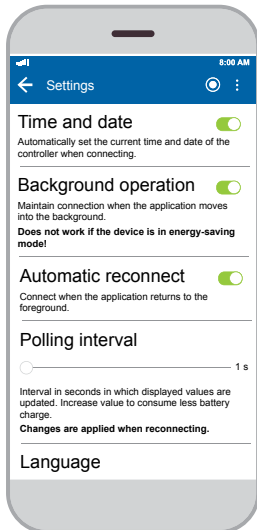 8:00 AM
Settings
Time and date
Automatically set the current time and date of the
controller when connecting.
Background operation
Maintain connection when the application moves
into the background.
Does not work if the device is in energy-saving
mode!
Automatic reconnect
Connect when the application returns to the
foreground.
Polling interval
1 s
Interval in seconds in which displayed values are
updated. Increase value to consume less battery
charge.
Changes are applied when reconnecting.
Language